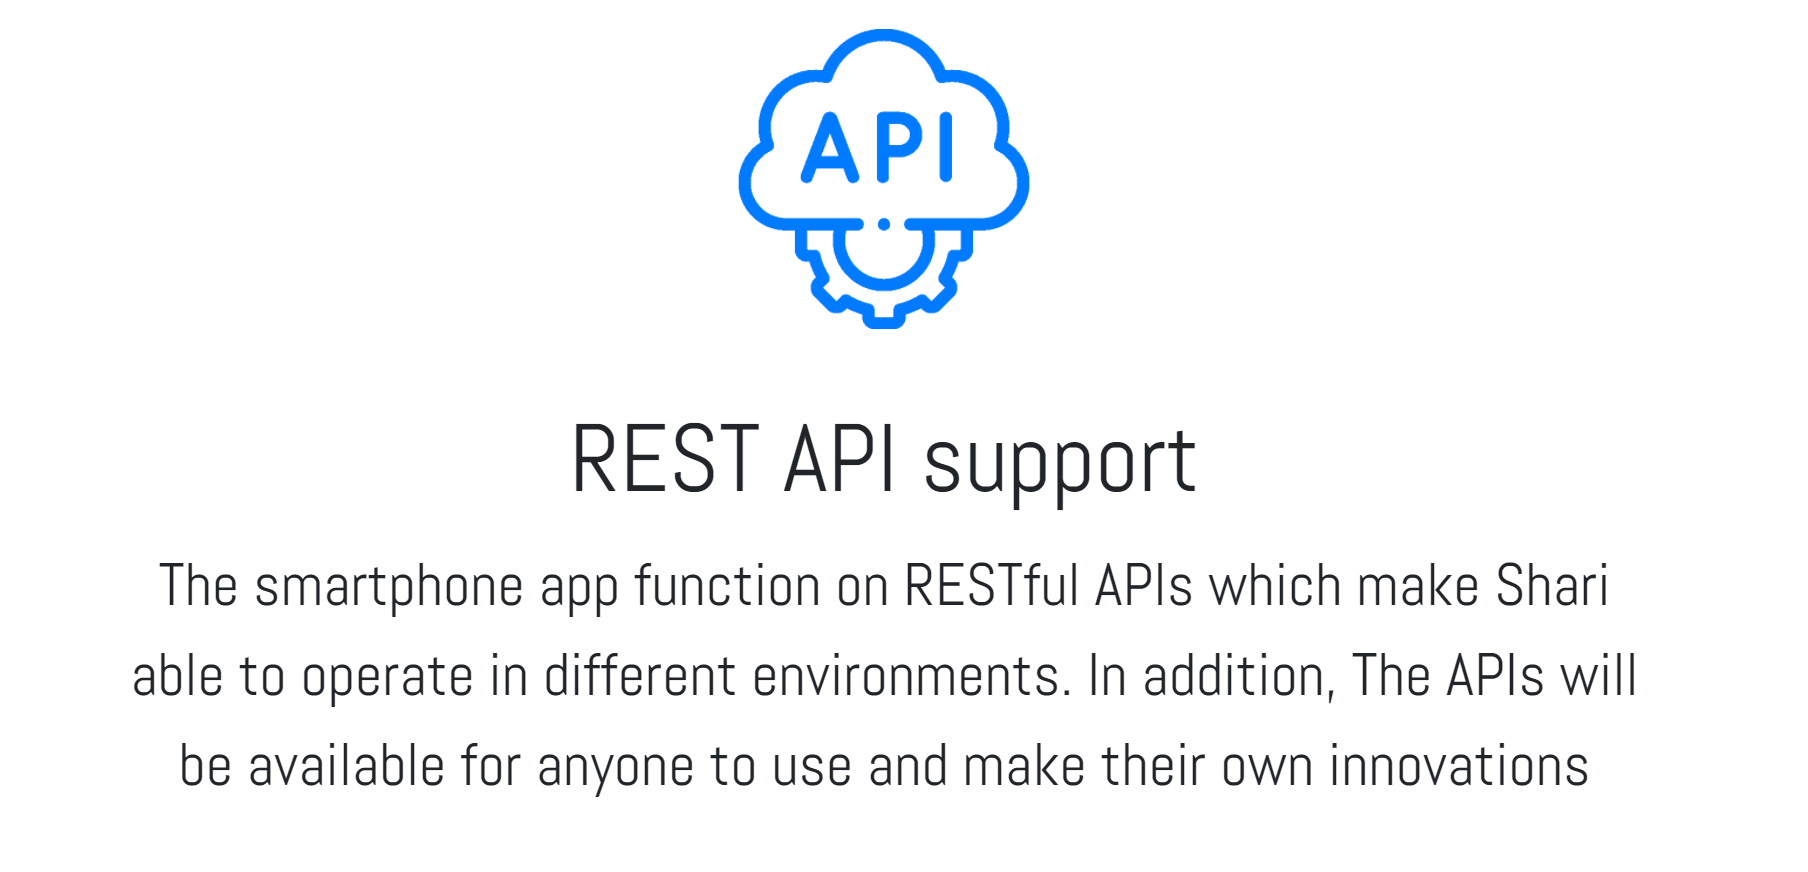 API
REST API support
The smartphone app function on RESTful APIs which make Shari
able to operate in different environments. In addition, The APIs will
be available for anyone to use and make their own innovations